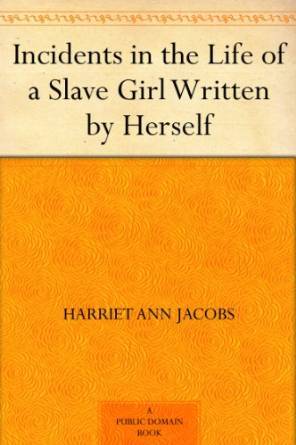 Incidents in the Life of
a Slave Girl Written
by Herself
HARRIET ANN JACOBS
A
PUBLIC DOMAIN
BOOK